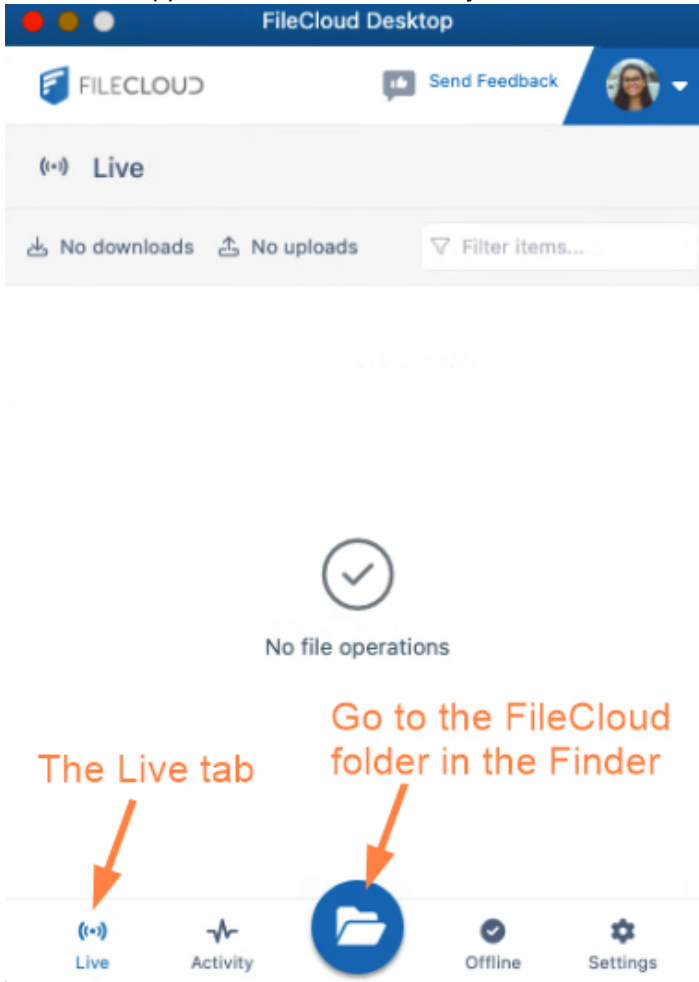 FileCloud Desktop
FILECLOUD
Send Feedback
Live
No downloads No uploads Filter items...
No file operations
Go to the FileCloud
folder in the Finder
The Live tab
Live Activity Offline Settings